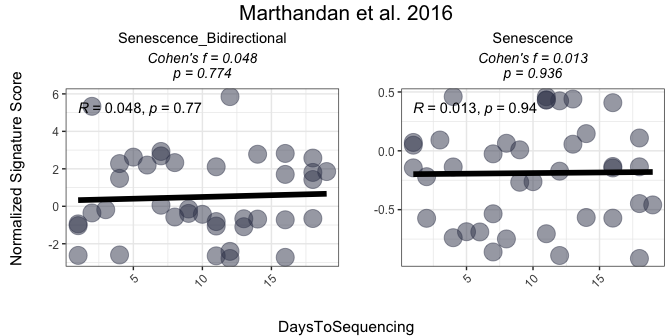 Marthandan et al. 2016
Senescence_Bidirectional
Cohen's f = 0.048
p = 0.774
Senescence
Cohen's f = 0.013
p = 0.936
Normalized Signature Score
R = 0.048, p = 0.77
6
4
2
0
-2
5
10
15
R = 0.013, p = 0.94
0.5
0.0
-0.5
5
10
15
DaysToSequencing